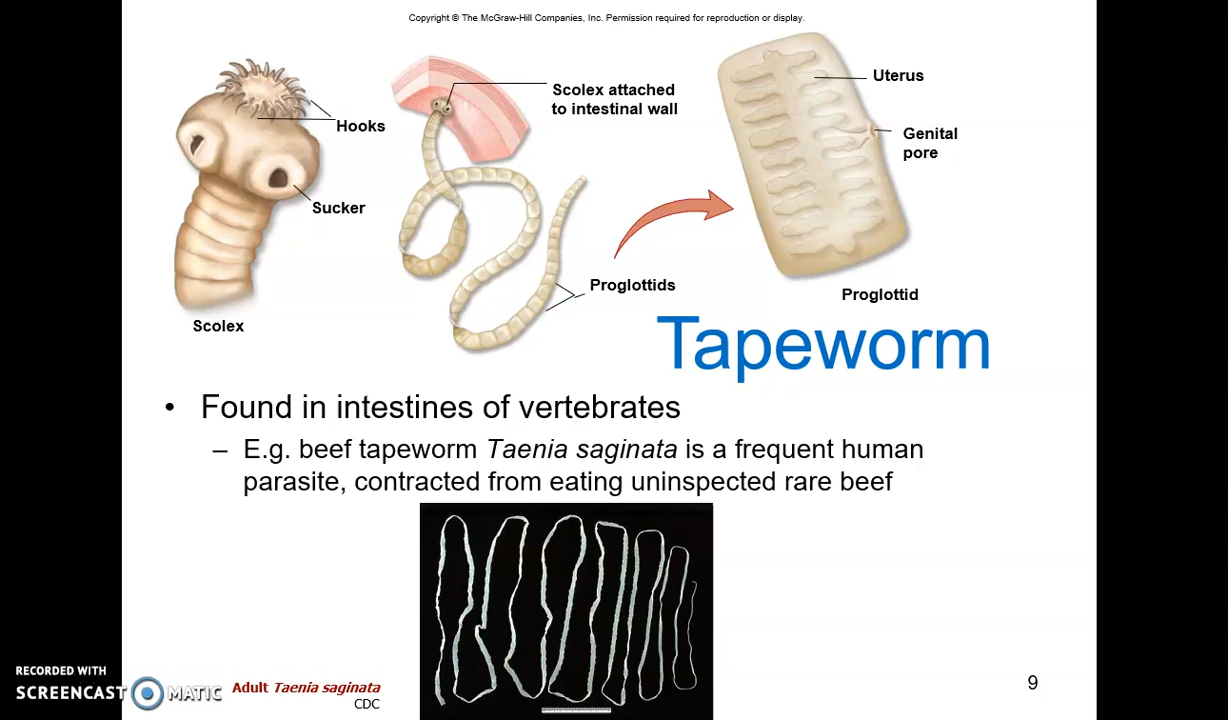 Copyright © The McGraw-Hill Companies, Inc. Permission required for reproduction or display.
Hooks
Sucker
Scolex
Scolex attached
to intestinal wall
Proglottids
Uterus
Genital
pore
Proglottid
Tapeworm
• Found in intestines of vertebrates
– E.g. beef tapeworm Taenia saginata is a frequent human
parasite, contracted from eating uninspected rare beef
RECORDED WITH
SCREENCAST MATIC
Adult Taenia saginata
CDC
9